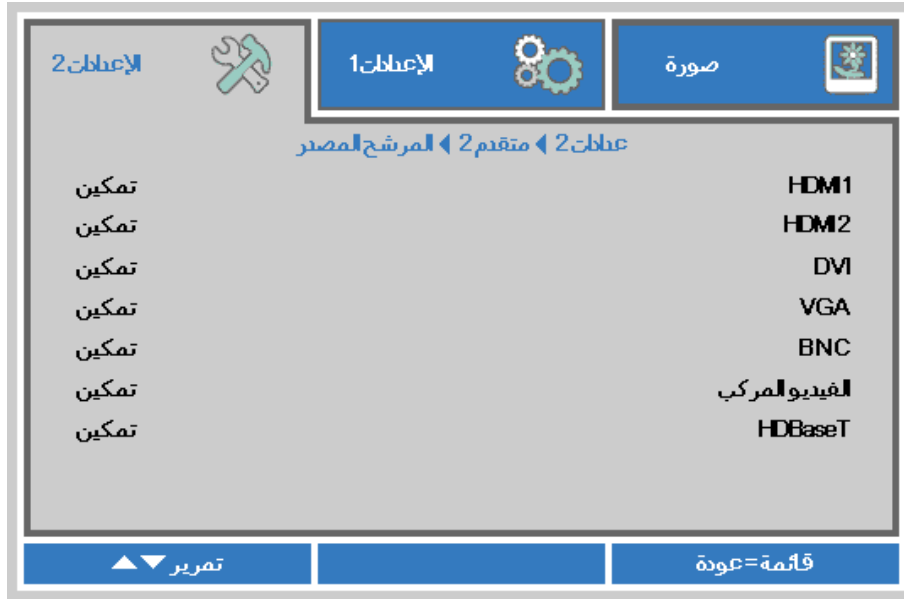 صورة
الإعدادات1
الإعدادات2
عدادات2 ◀ متقدم2 ◀ المرشح المصدر
HDMI1 تمكين
HDMI2 تمكين
DVI تمكين
VGA تمكين
BNC تمكين
الفيديو المركب تمكين
HDBaseT تمكين
قائمة=عودة
تمرير ▼▲